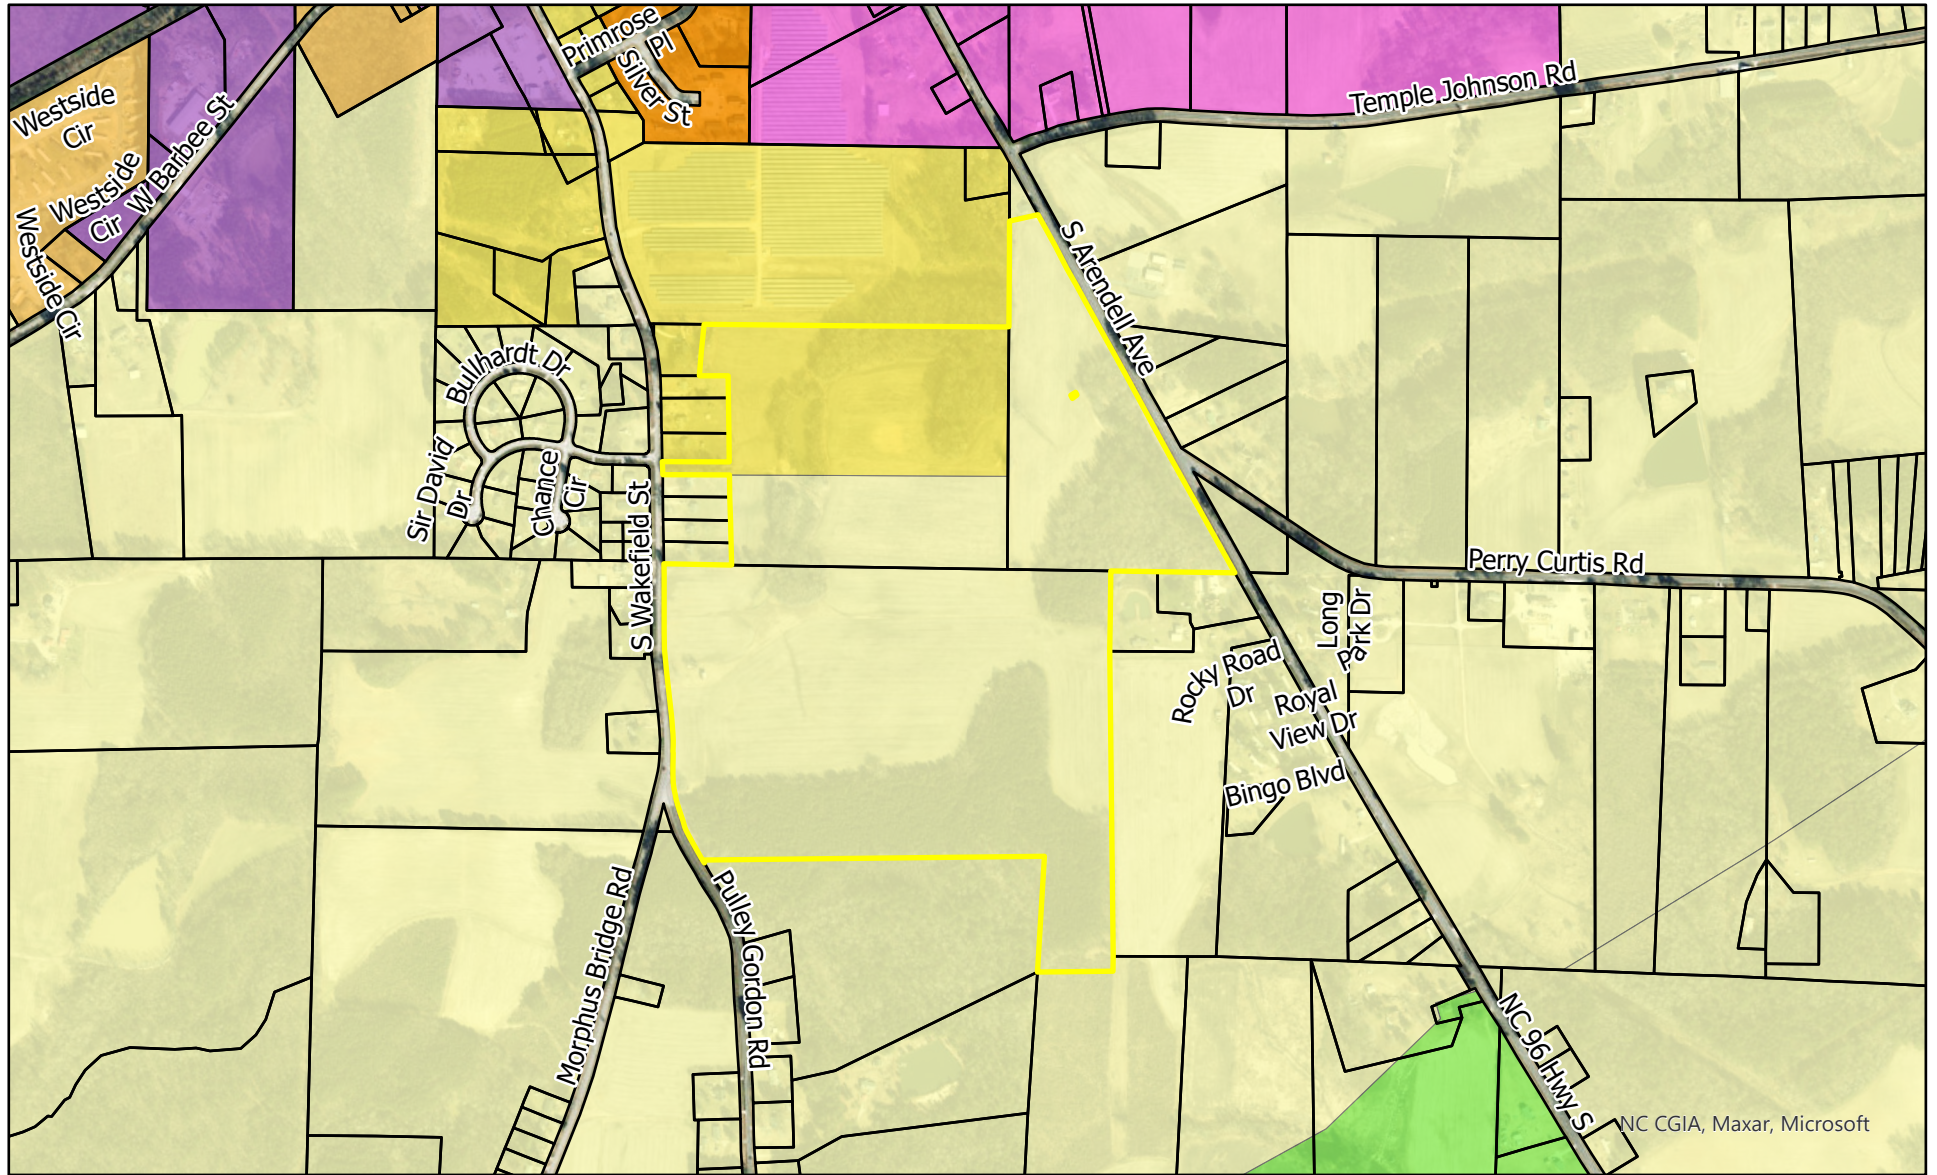 Primrose
Pl
Silver St
Temple Johnson Rd
Westside
Cir
W Barbee St
Westside
Cir
Westside Cir
S Arendell Ave
Bullhardt Dr
Sir David
Dr
Chance
Cir
S Wakefield St
Perry Curtis Rd
Long
Park Dr
Rocky Road
Dr
Royal
View Dr
Bingo Blvd
Morphus Bridge Rd
Pulley Gordon Rd
NC 96 Hwy S
NC CGIA, Maxar, Microsoft